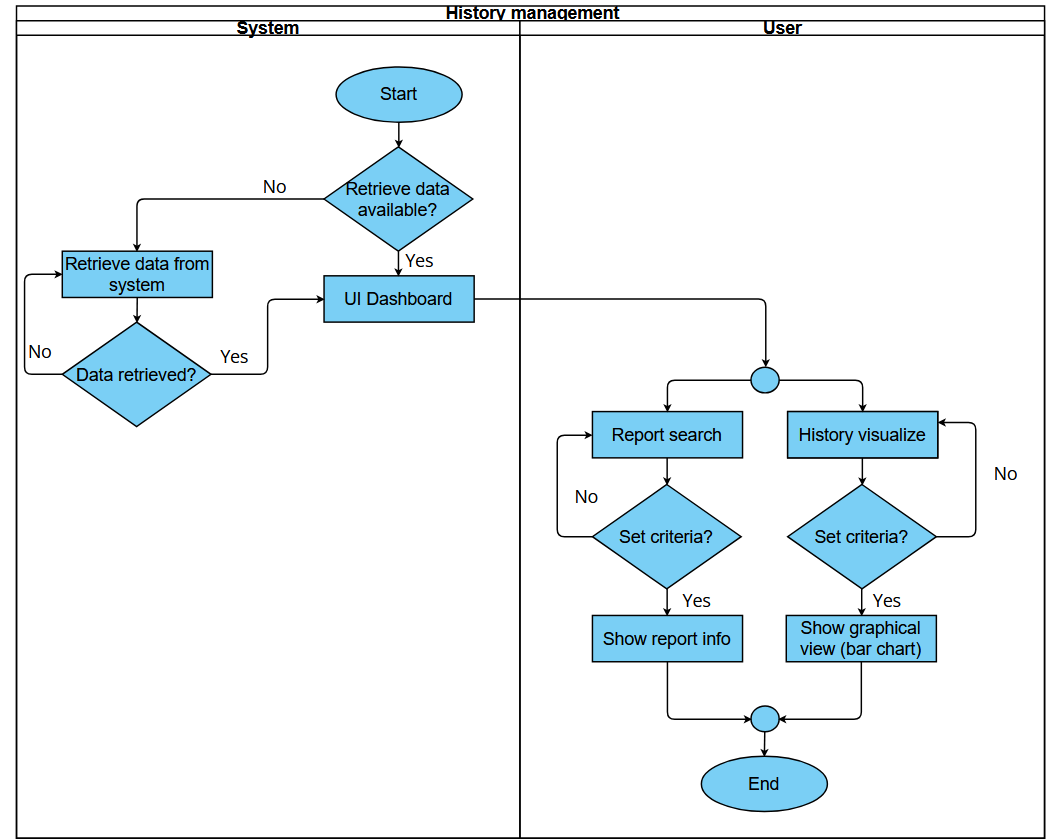 History management
System
User
Start
Retrieve data
available?
No
Yes
Retrieve data from
system
UI Dashboard
No
Data retrieved?
Yes
Report search
History visualize
No
Set criteria?
Yes
Set criteria?
No
Yes
Show report info
Show graphical
view (bar chart)
End